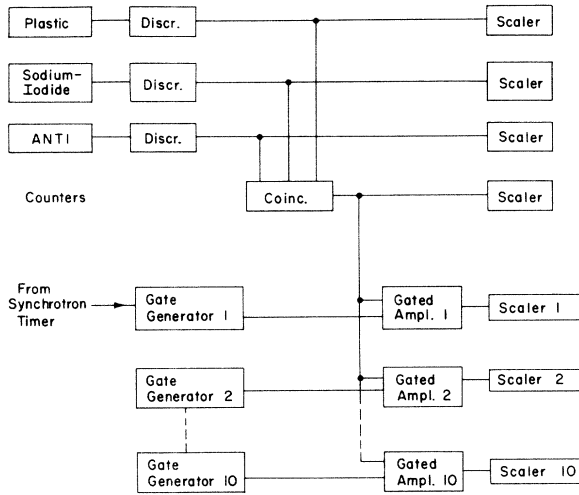 Plastic
Discr.
Scaler
Sodium-
Iodide
Discr.
Scaler
ANTI
Discr.
Scaler
Counters
Coinc.
Scaler
From
Synchrotron
Timer
Gate
Generator 1
Gated
Ampl. 1
Scaler 1
Gate
Generator 2
Gated
Ampl. 2
Scaler 2
Gate
Generator 10
Gated
Ampl. 10
Scaler 10